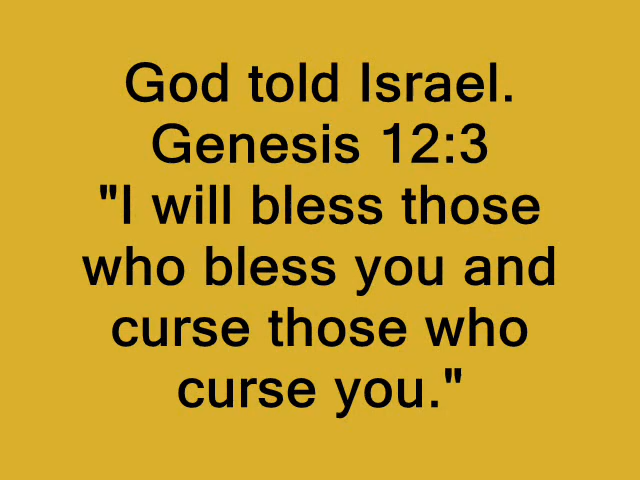 God told Israel.
Genesis 12:3
"I will bless those
who bless you and
curse those who
curse you."